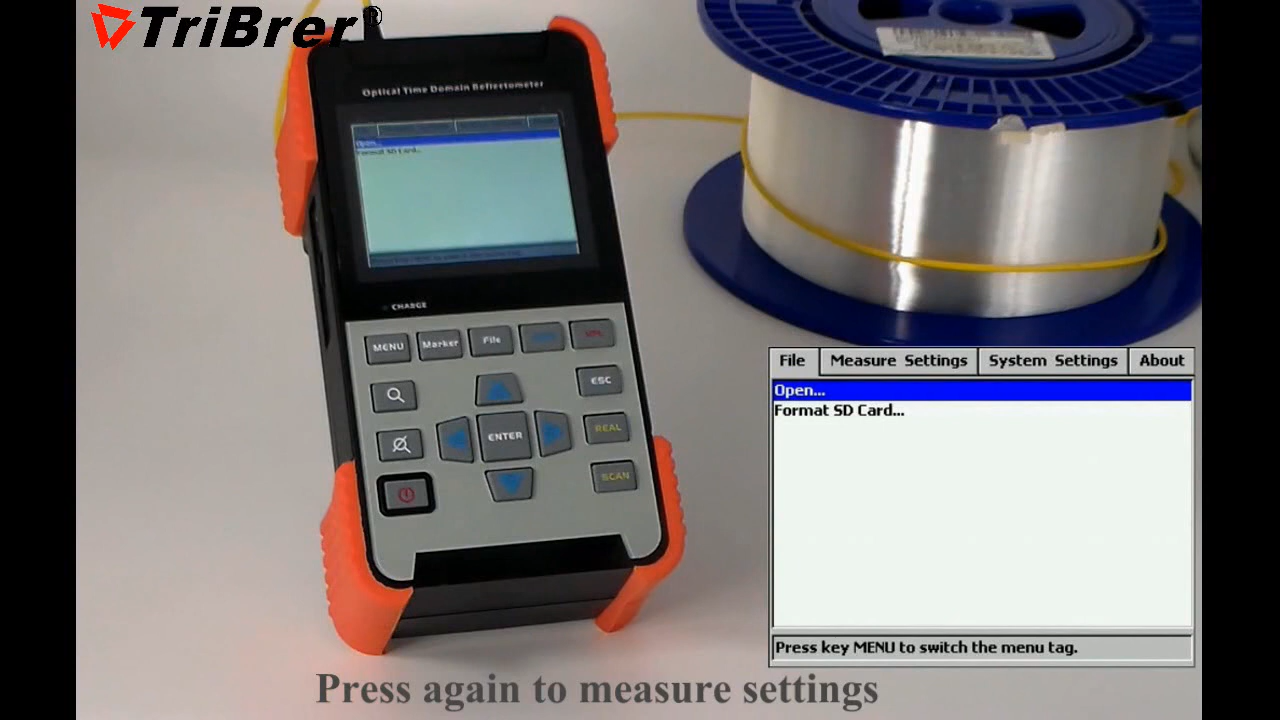 TriBrer®
Optical Time Domain Reflectometer
Open...
Format SD Card...
CHARGE
MENU Marker File VFL
ESC
ENTER
REAL
SCAN
File Measure Settings System Settings About
Open...
Format SD Card...
Press key MENU to switch the menu tag.
Press again to measure settings